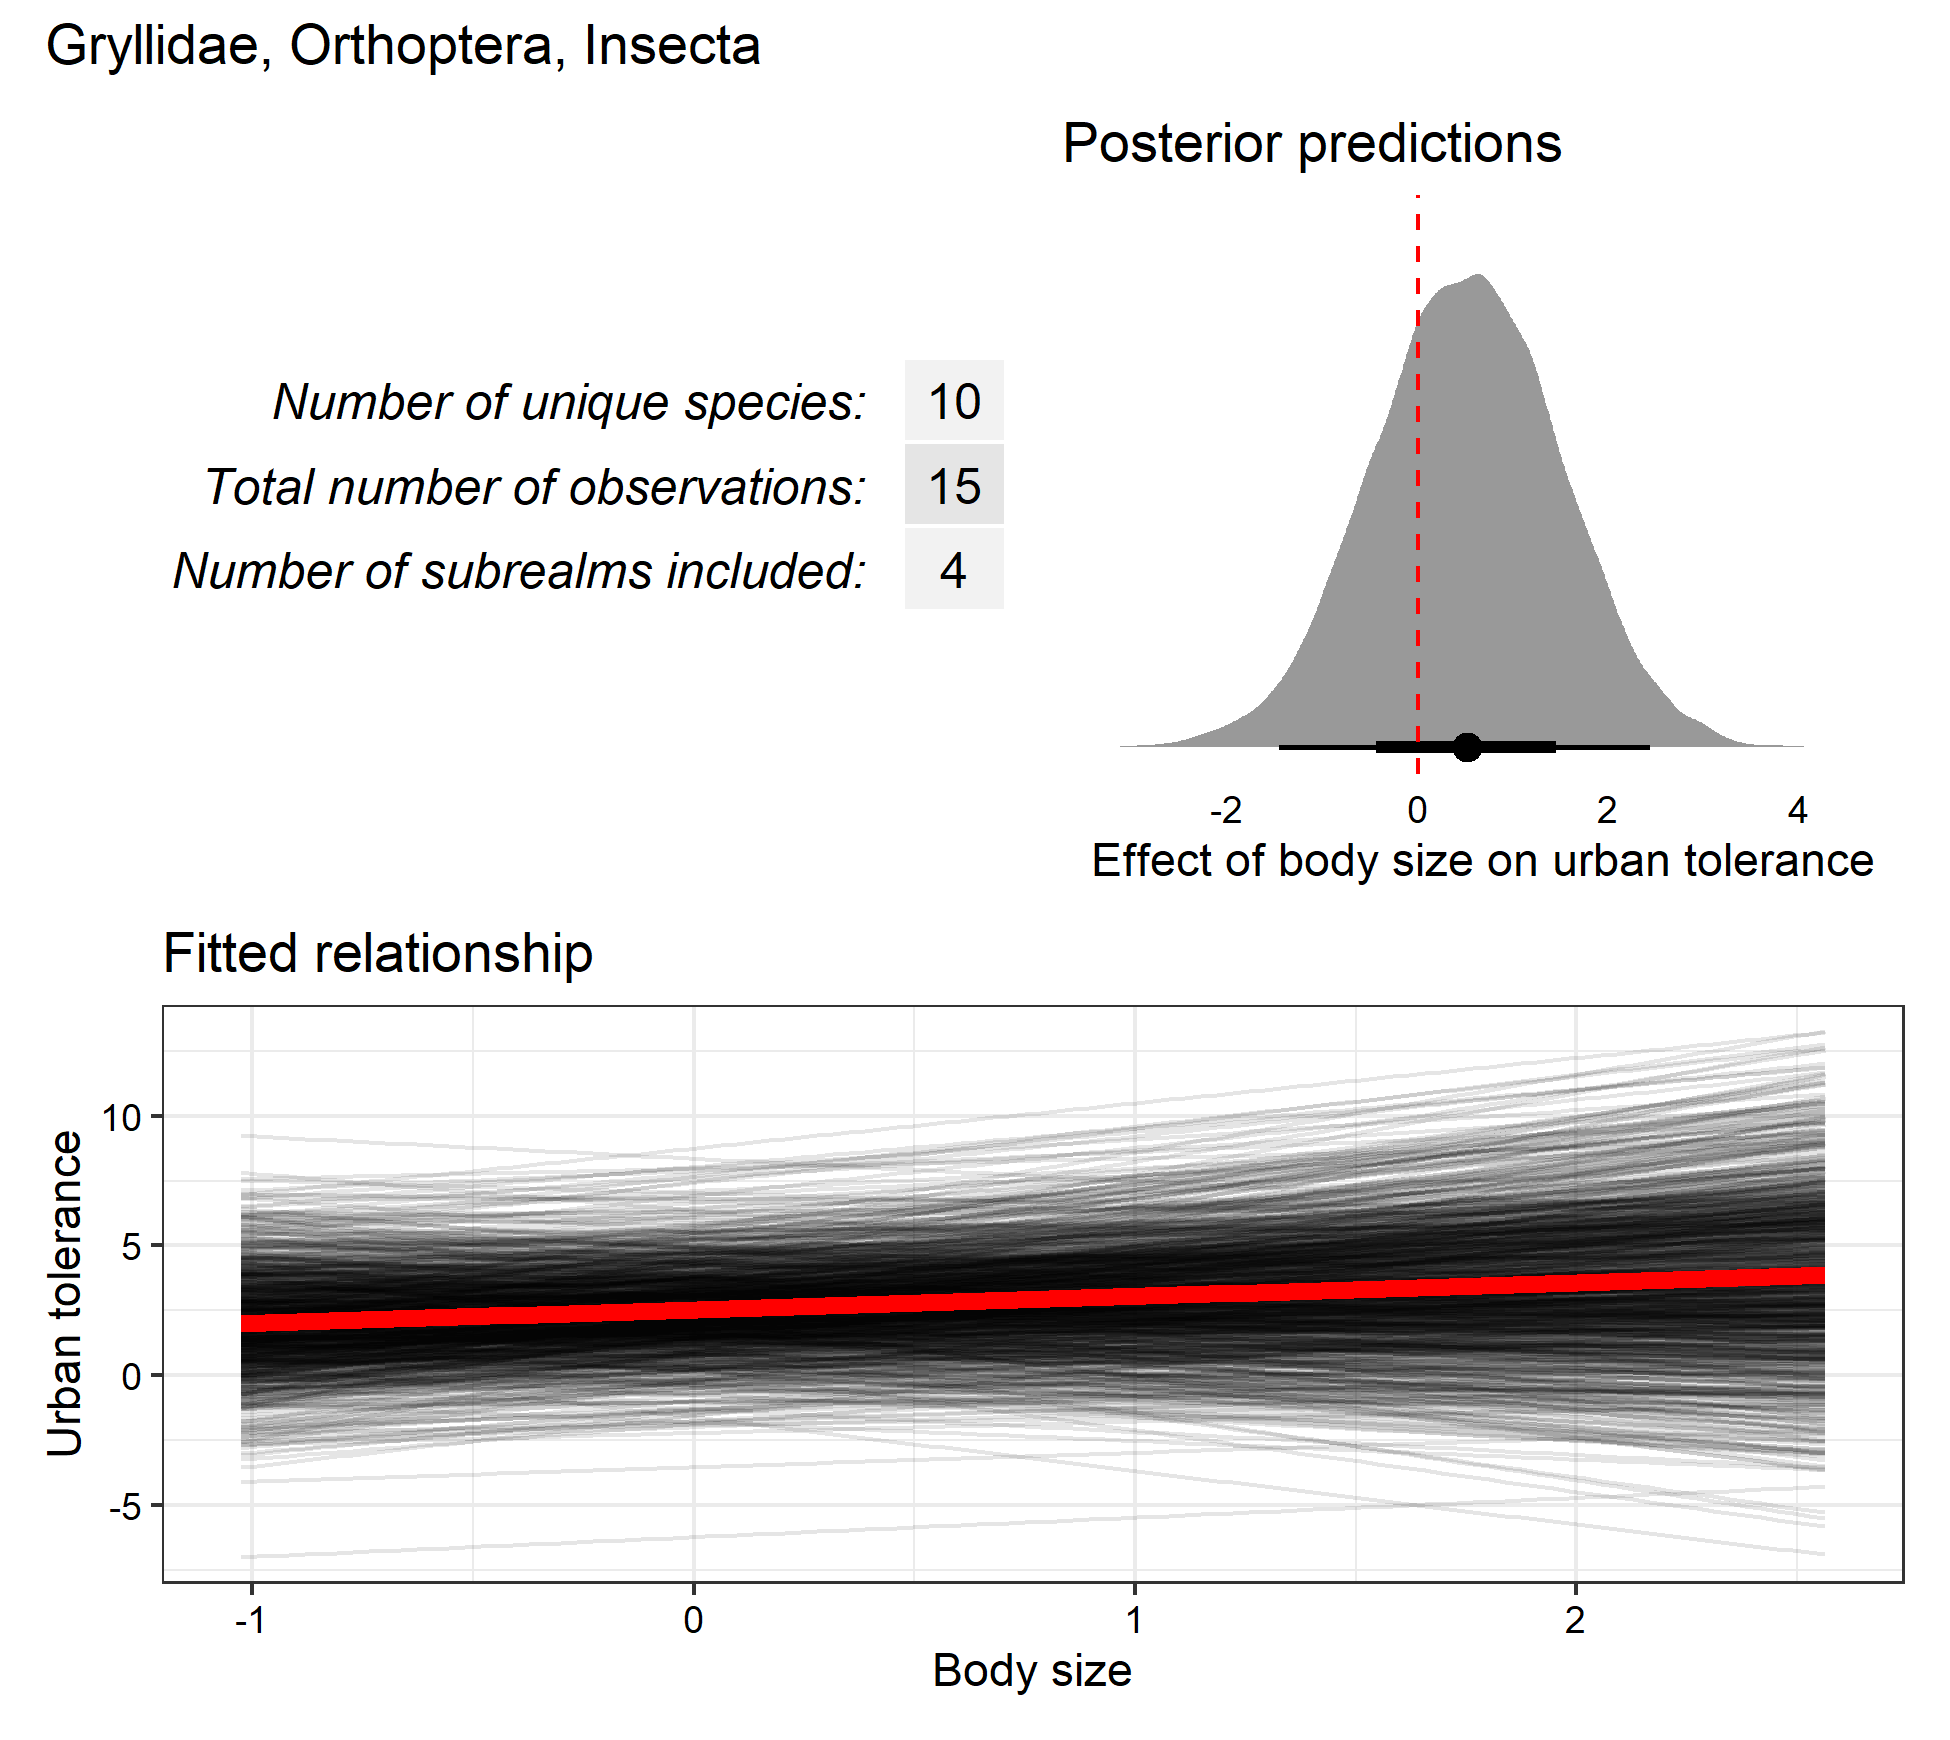 Gryllidae, Orthoptera, Insecta
Posterior predictions
Number of unique species: 10
Total number of observations: 15
Number of subrealms included: 4
-2 0 2 4
Effect of body size on urban tolerance
Fitted relationship
10
5
0
-5
Urban tolerance
-1 0 1 2
Body size